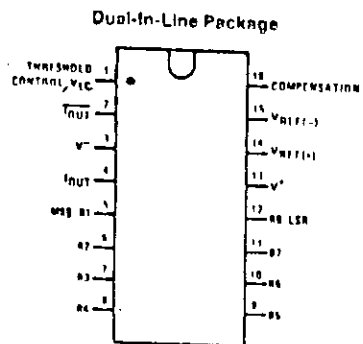 Dual-In-Line Package
THRESHOLD
CONTROL, VLC 1
16 COMPENSATION
IOUT 2
15 VREF(-)
V- 3
14 VREF(+)
IOUT 4
13 V+
MSB B1 5
12 B8 LSB
B2 6
11 B7
B3 7
10 B6
B4 8
9 B5